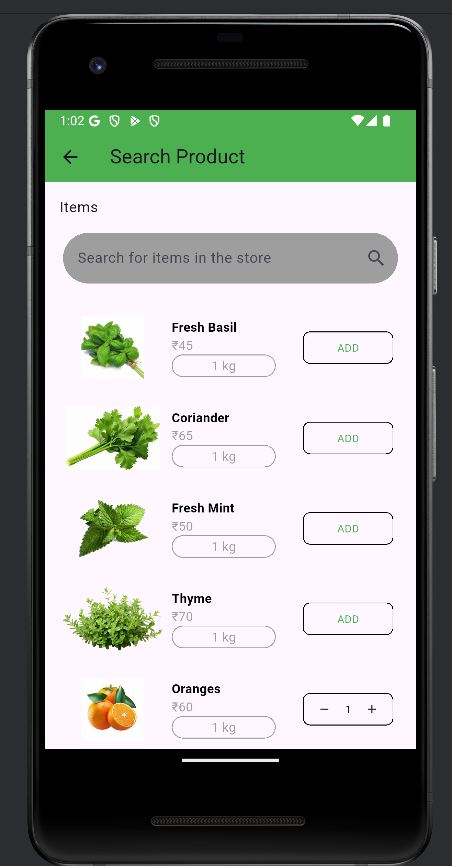 1:02
Search Product
Items
Search for items in the store
Fresh Basil
₹45
1 kg
ADD
Coriander
₹65
1 kg
ADD
Fresh Mint
₹50
1 kg
ADD
Thyme
₹70
1 kg
ADD
Oranges
₹60
1 kg
− 1 +